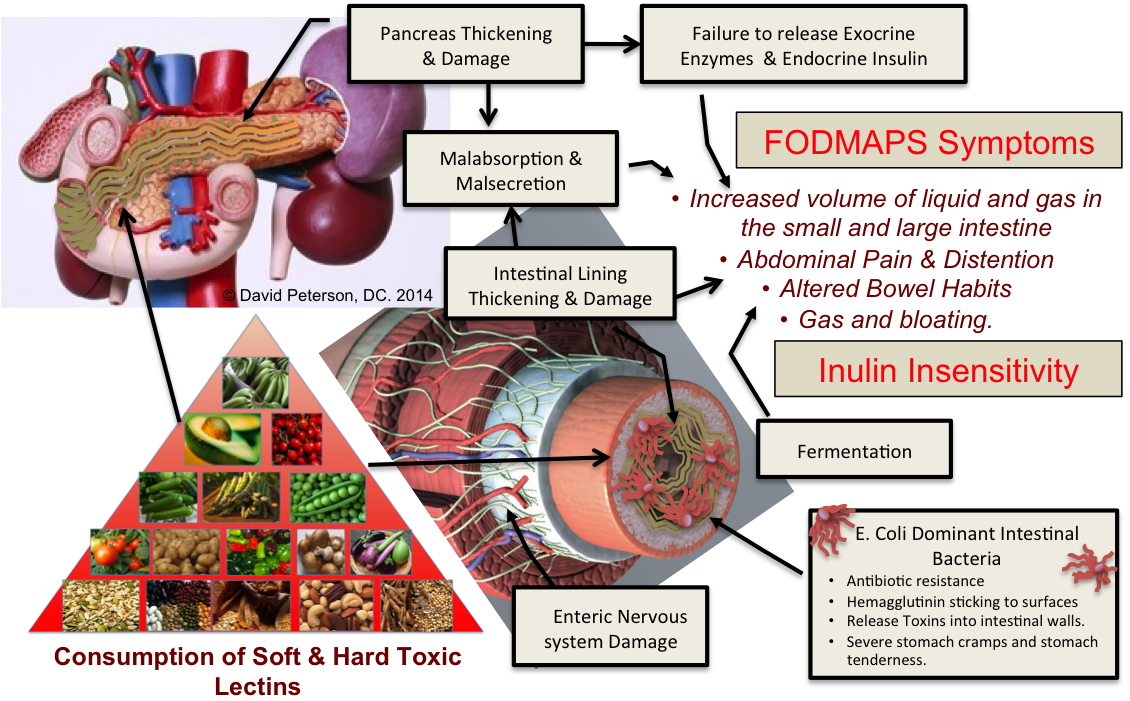 Pancreas Thickening
& Damage
Failure to release Exocrine
Enzymes & Endocrine Insulin
FODMAPS Symptoms
Malabsorption &
Malsecretion
• Increased volume of liquid and gas in
the small and large intestine
• Abdominal Pain & Distention
• Altered Bowel Habits
• Gas and bloating.
Intestinal Lining
Thickening & Damage
© David Peterson, DC. 2014
Inulin Insensitivity
Fermentation
E. Coli Dominant Intestinal
Bacteria
• Antibiotic resistance
• Hemagglutinin sticking to surfaces
• Release Toxins into intestinal walls.
• Severe stomach cramps and stomach
tenderness.
Enteric Nervous
system Damage
Consumption of Soft & Hard Toxic
Lectins